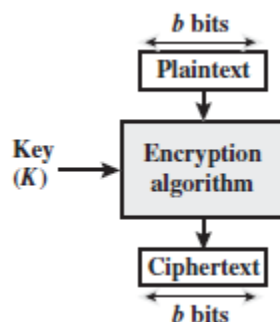 b bits
Plaintext
Key
(K)
Encryption
algorithm
Ciphertext
b bits